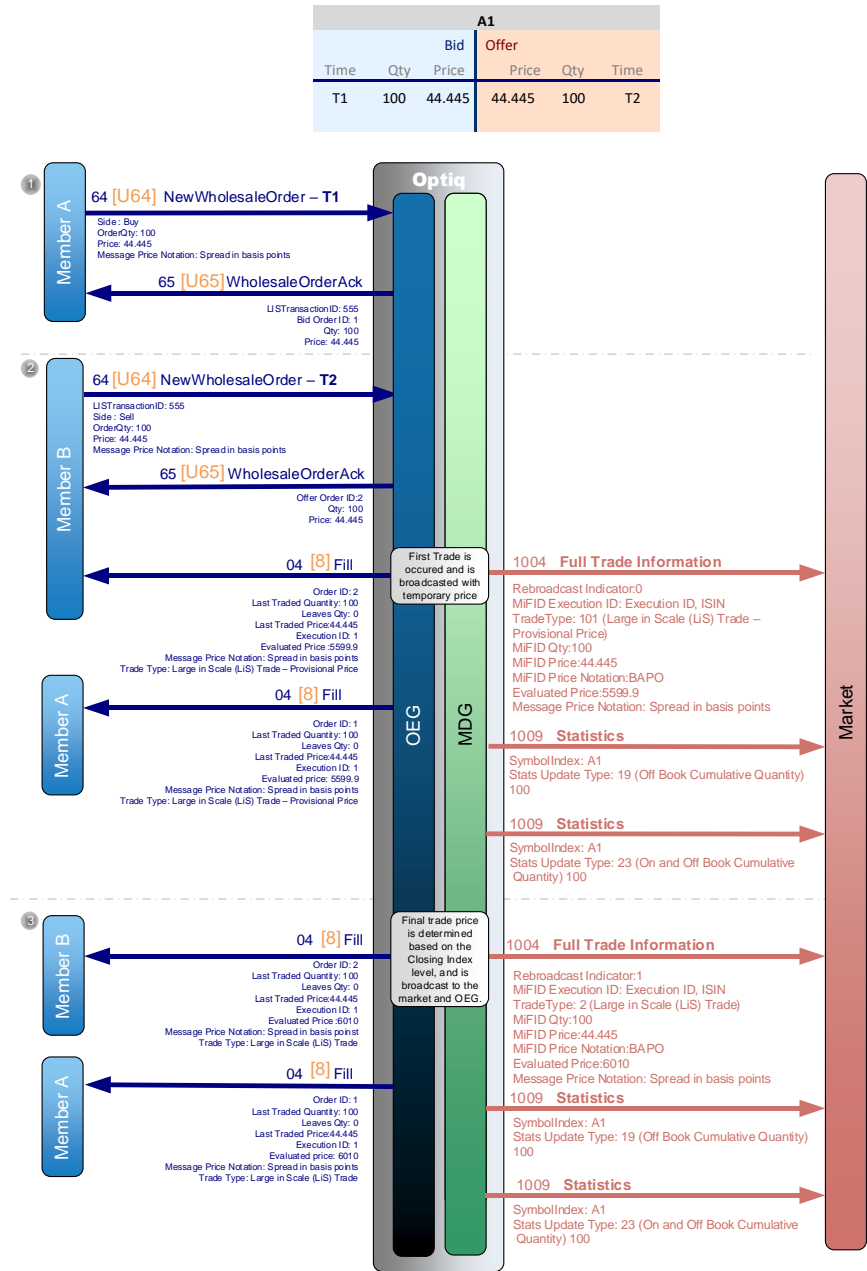 A1
Bid Offer
Time Qty Price Price Qty Time
T1 100 44.445 44.445 100 T2
Optiq
OEG
MDG
Market
1
Member A
64 [U64] NewWholesaleOrder – T1
Side : Buy
OrderQty: 100
Price: 44.445
Message Price Notation: Spread in basis points
65 [U65] WholesaleOrderAck
LISTransactionID: 555
Bid Order ID: 1
Qty: 100
Price: 44.445
2
Member B
64 [U64] NewWholesaleOrder – T2
LISTransactionID: 555
Side : Sell
OrderQty: 100
Price: 44.445
Message Price Notation: Spread in basis points
65 [U65] WholesaleOrderAck
Offer Order ID:2
Qty: 100
Price: 44.445
First Trade is
occured and is
broadcasted with
temporary price
04 [8] Fill
Order ID: 2
Last Traded Quantity: 100
Leaves Qty: 0
Last Traded Price:44.445
Execution ID: 1
Evaluated Price :5599.9
Message Price Notation: Spread in basis points
Trade Type: Large in Scale (LiS) Trade – Provisional Price
1004 Full Trade Information
Rebroadcast Indicator:0
MiFID Execution ID: Execution ID, ISIN
TradeType: 101 (Large in Scale (LiS) Trade –
Provisional Price)
MiFID Qty:100
MiFID Price:44.445
MiFID Price Notation:BAPO
Evaluated Price:5599.9
Message Price Notation: Spread in basis points
Member A
04 [8] Fill
Order ID: 1
Last Traded Quantity: 100
Leaves Qty: 0
Last Traded Price:44.445
Execution ID: 1
Evaluated price: 5599.9
Message Price Notation: Spread in basis points
Trade Type: Large in Scale (LiS) Trade – Provisional Price
1009 Statistics
SymbolIndex: A1
Stats Update Type: 19 (Off Book Cumulative Quantity)
100
1009 Statistics
SymbolIndex: A1
Stats Update Type: 23 (On and Off Book Cumulative
Quantity) 100
3
Member B
Final trade price
is determined
based on the
Closing Index
level, and is
broadcast to the
market and OEG.
04 [8] Fill
Order ID: 2
Last Traded Quantity: 100
Leaves Qty: 0
Last Traded Price:44.445
Execution ID: 1
Evaluated Price :6010
Message Price Notation: Spread in basis poinst
Trade Type: Large in Scale (LiS) Trade
1004 Full Trade Information
Rebroadcast Indicator:1
MiFID Execution ID: Execution ID, ISIN
TradeType: 2 (Large in Scale (LiS) Trade)
MiFID Qty:100
MiFID Price:44.445
MiFID Price Notation:BAPO
Evaluated Price:6010
Message Price Notation: Spread in basis points
Member A
04 [8] Fill
Order ID: 1
Last Traded Quantity: 100
Leaves Qty: 0
Last Traded Price:44.445
Execution ID: 1
Evaluated price: 6010
Message Price Notation: Spread in basis points
Trade Type: Large in Scale (LiS) Trade
1009 Statistics
SymbolIndex: A1
Stats Update Type: 19 (Off Book Cumulative Quantity)
100
1009 Statistics
SymbolIndex: A1
Stats Update Type: 23 (On and Off Book Cumulative
Quantity) 100